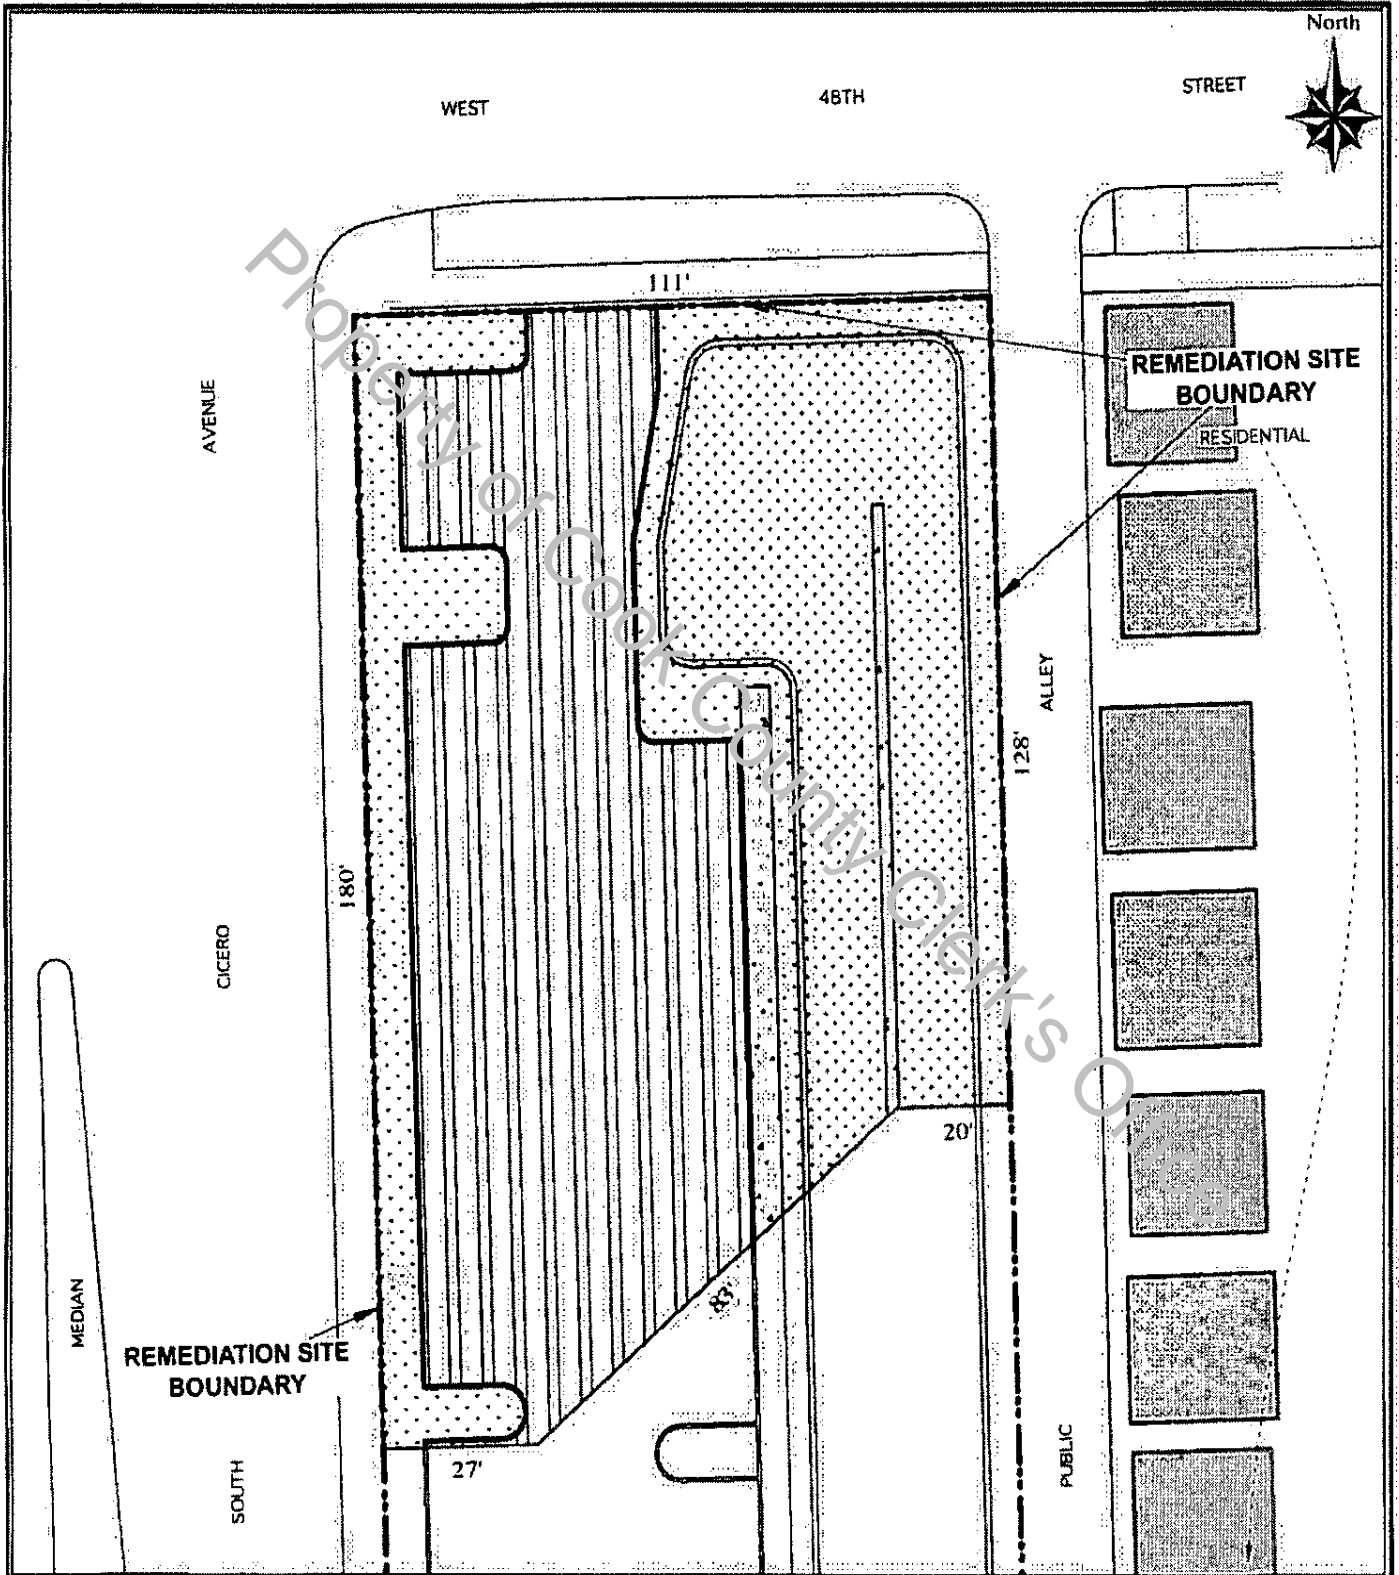 North
WEST
48TH
STREET
111'
REMEDIATION SITE
BOUNDARY
RESIDENTIAL
AVENUE
ALLEY
128'
180'
CICERO
20'
83'
MEDIAN
REMEDIATION SITE
BOUNDARY
27'
SOUTH
PUBLIC
Property of Cook County Clerk's Office